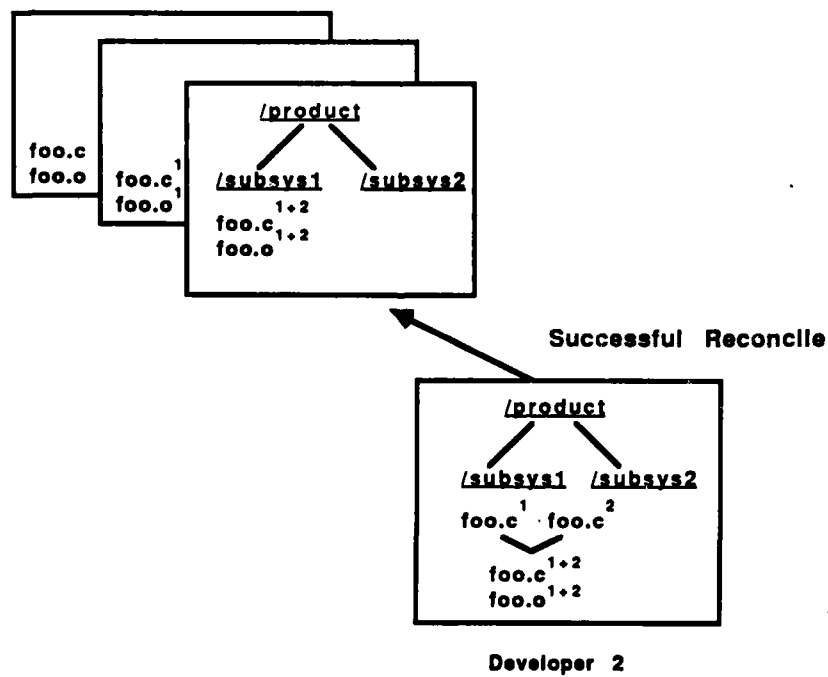 foo.c
foo.o
foo.c1
foo.o1
/product
/subsys1 /subsys2
foo.c1+2
foo.o1+2
Successful Reconcile
/product
/subsys1 /subsys2
foo.c1 foo.c2
foo.c1+2
foo.o1+2
Developer 2